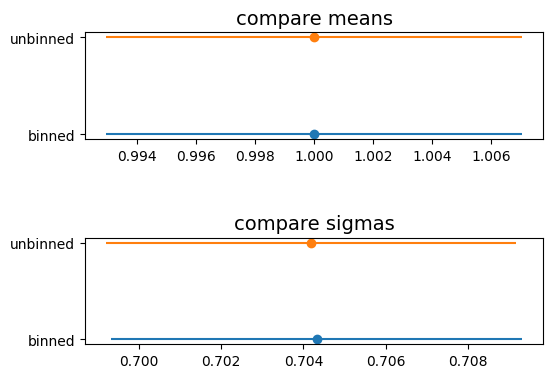 compare means
unbinned
binned
0.994 0.996 0.998 1.000 1.002 1.004 1.006
compare sigmas
unbinned
binned
0.700 0.702 0.704 0.706 0.708